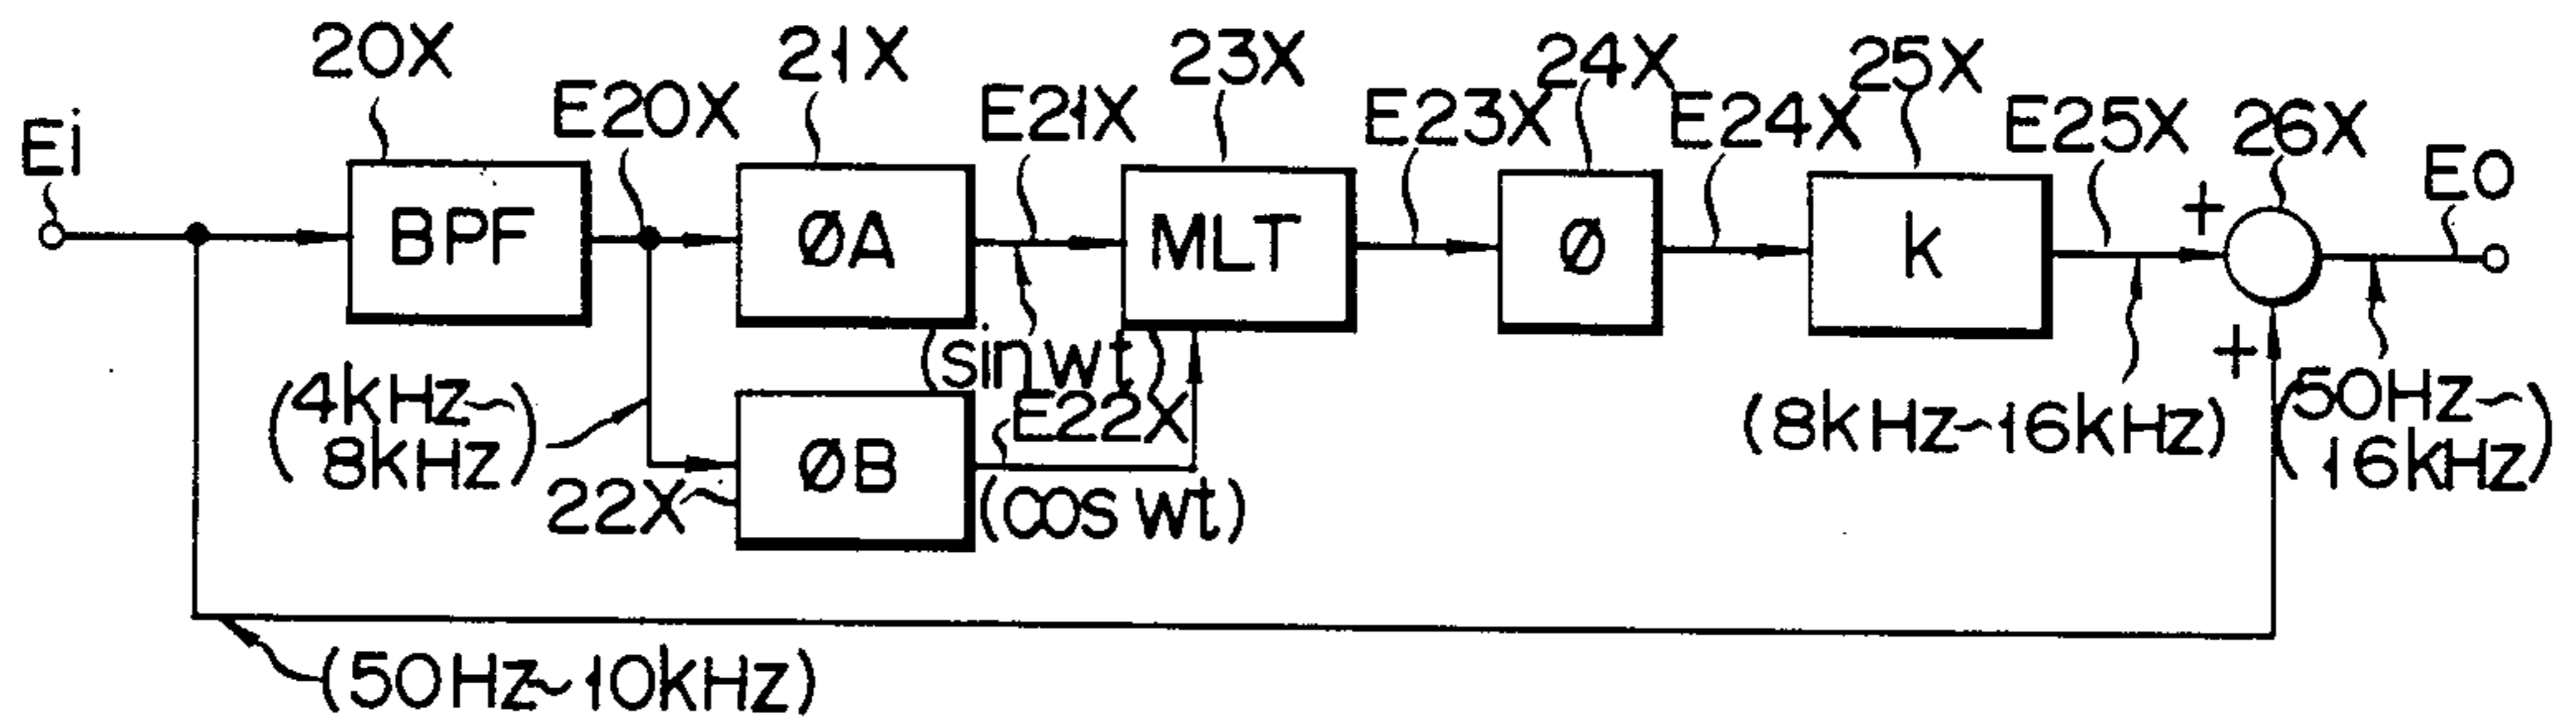 20X
21X
23X
24X
25X
Ei
E20X
E21X
E23X
E24X
E25X
26X
Eo
BPF
ØA
MLT
Ø
k
+
+
(sin wt)
(4kHz~
8kHz)
22X
ØB
E22X
(cos wt)
(8kHz~16kHz)
(50Hz~
16kHz)
(50Hz~10kHz)